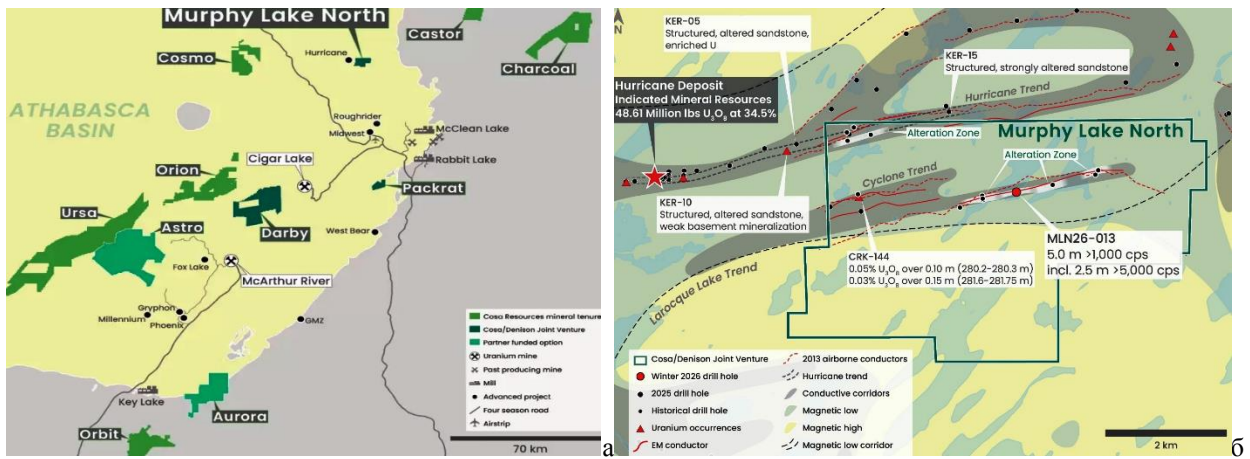 Murphy Lake North
Castor
Charcoal
Cosmo
Hurricane
ATHABASCA
BASIN
Roughrider
Midwest
McClean Lake
Rabbit Lake
Cigar Lake
Orion
Packrat
Ursa
Astro
Darby
West Bear
Fox Lake
McArthur River
Gryphon
Millennium
Phoenix
GMZ
Key Lake
Aurora
Orbit
Cosa Resources mineral tenure
Cosa/Denison Joint Venture
Partner funded option
Uranium mine
Past producing mine
Mill
Advanced project
Four season road
Airstrip
70 km
а
N
KER-05
Structured, altered sandstone,
enriched U
KER-15
Structured, strongly altered sandstone
Hurricane Deposit
Indicated Mineral Resources
48.61 Million lbs U3O8 at 34.5%
Hurricane Trend
Alteration Zone
Murphy Lake North
Alteration Zone
Cyclone Trend
KER-10
Structured, altered sandstone,
weak basement mineralization
MLN26-013
5.0 m >1,000 cps
incl. 2.5 m >5,000 cps
CRK-144
0.05% U3O8 over 0.10 m (280.2-280.3 m)
0.03% U3O8 over 0.15 m (281.6-281.75 m)
Larocque Lake Trend
Cosa/Denison Joint Venture
Winter 2026 drill hole
2025 drill hole
Historical drill hole
Uranium occurrences
EM conductor
2013 airborne conductors
Hurricane trend
Conductive corridors
Magnetic low
Magnetic high
Magnetic low corridor
2 km
б